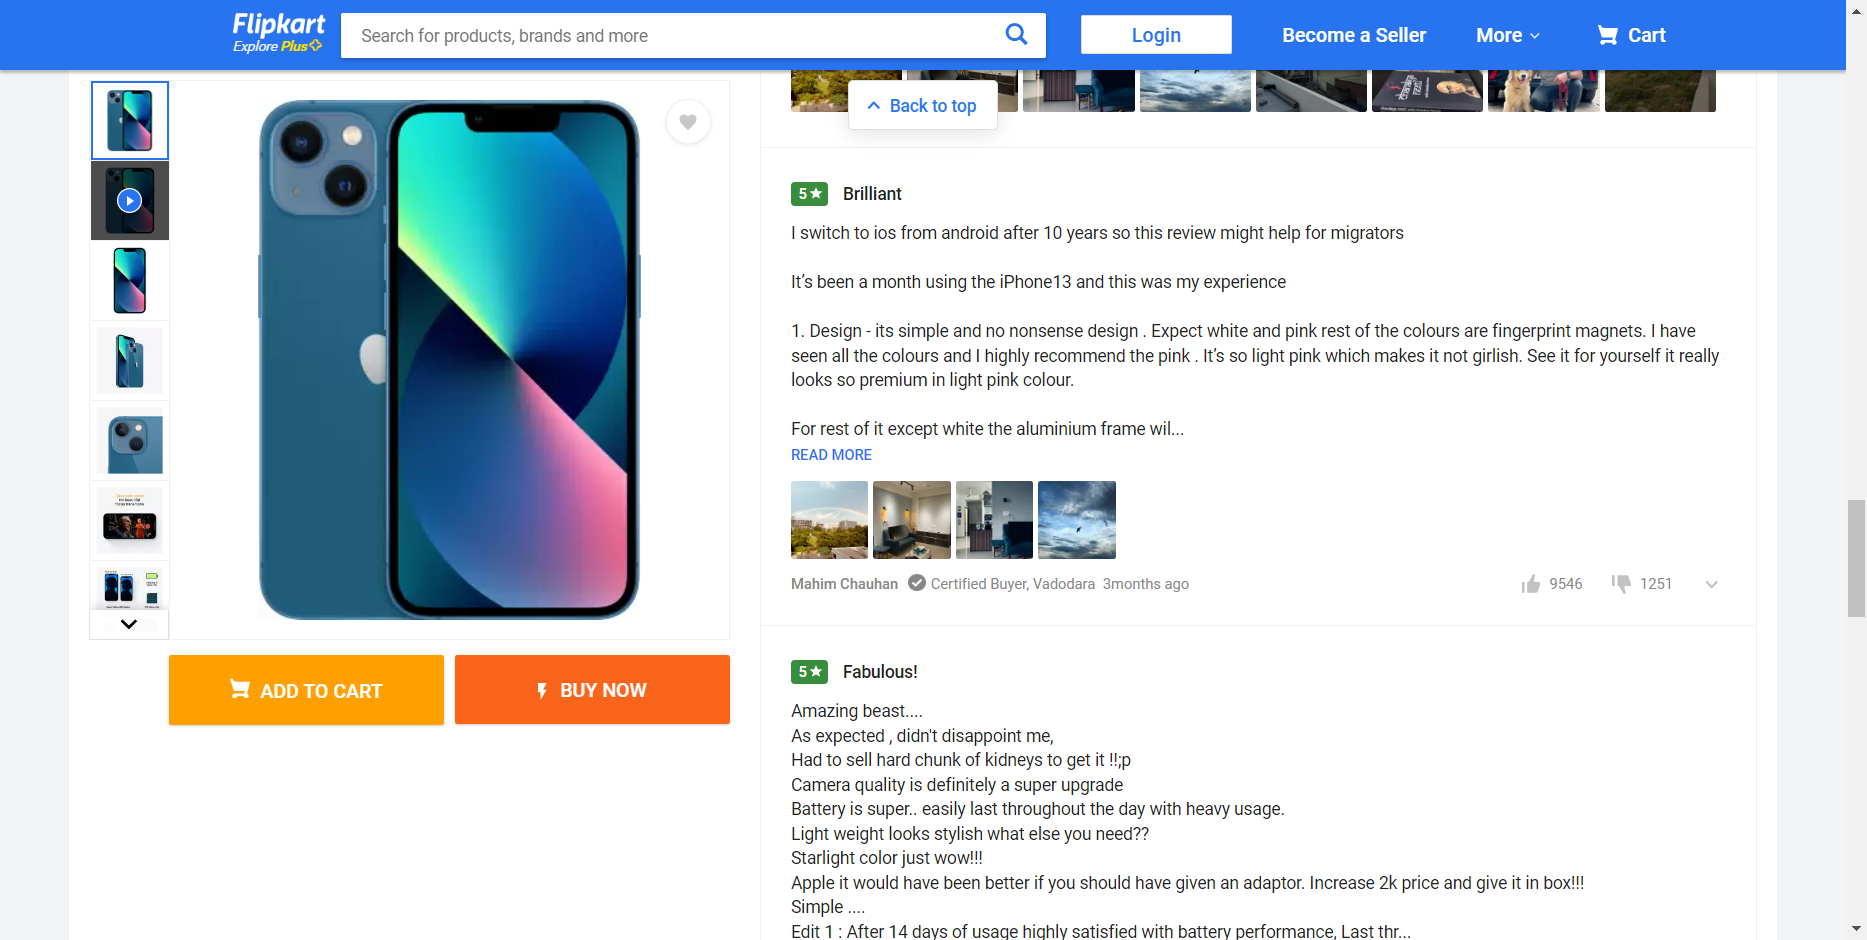 Flipkart
Explore Plus
Search for products, brands and more
Login
Become a Seller
More
Cart
Back to top
5★ Brilliant
I switch to ios from android after 10 years so this review might help for migrators
It’s been a month using the iPhone13 and this was my experience
1. Design - its simple and no nonsense design . Expect white and pink rest of the colours are fingerprint magnets. I have
seen all the colours and I highly recommend the pink . It’s so light pink which makes it not girlish. See it for yourself it really
looks so premium in light pink colour.
For rest of it except white the aluminium frame wil...
READ MORE
Mahim Chauhan Certified Buyer, Vadodara 3months ago
9546
1251
ADD TO CART
BUY NOW
5★ Fabulous!
Amazing beast....
As expected , didn't disappoint me,
Had to sell hard chunk of kidneys to get it !!;p
Camera quality is definitely a super upgrade
Battery is super.. easily last throughout the day with heavy usage.
Light weight looks stylish what else you need??
Starlight color just wow!!!
Apple it would have been better if you should have given an adaptor. Increase 2k price and give it in box!!!
Simple ....
Edit 1 : After 14 days of usage highly satisfied with battery performance, Last thr...